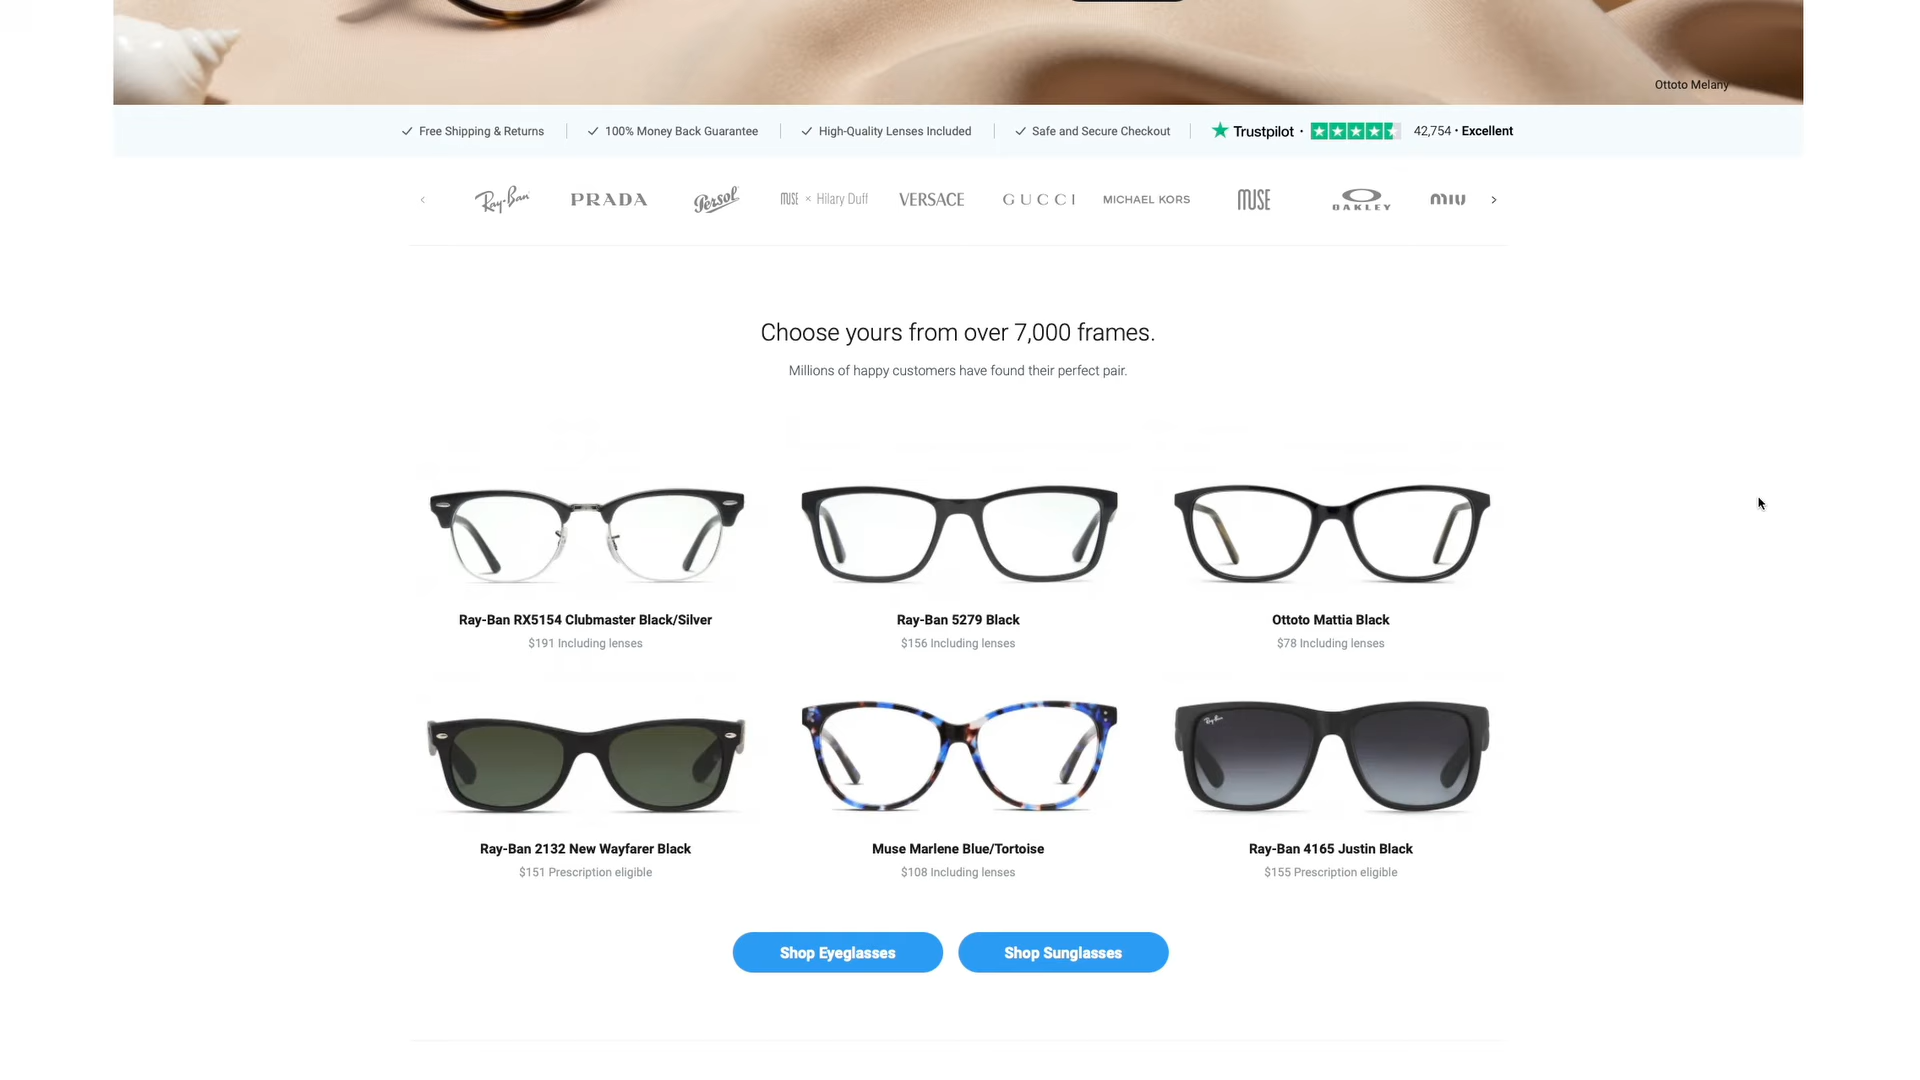 Ottoto Melany
Free Shipping & Returns
100% Money Back Guarantee
High-Quality Lenses Included
Safe and Secure Checkout
Trustpilot · 42,754 · Excellent
Ray-Ban PRADA Persol MUSE × Hilary Duff VERSACE GUCCI MICHAEL KORS MUSE OAKLEY MIU
Choose yours from over 7,000 frames.
Millions of happy customers have found their perfect pair.
Ray-Ban
Ray-Ban RX5154 Clubmaster Black/Silver
$191 Including lenses
Ray-Ban 5279 Black
$156 Including lenses
Ottoto Mattia Black
$78 Including lenses
Ray-Ban 2132 New Wayfarer Black
$151 Prescription eligible
Muse Marlene Blue/Tortoise
$108 Including lenses
Ray-Ban 4165 Justin Black
$155 Prescription eligible
Shop Eyeglasses
Shop Sunglasses